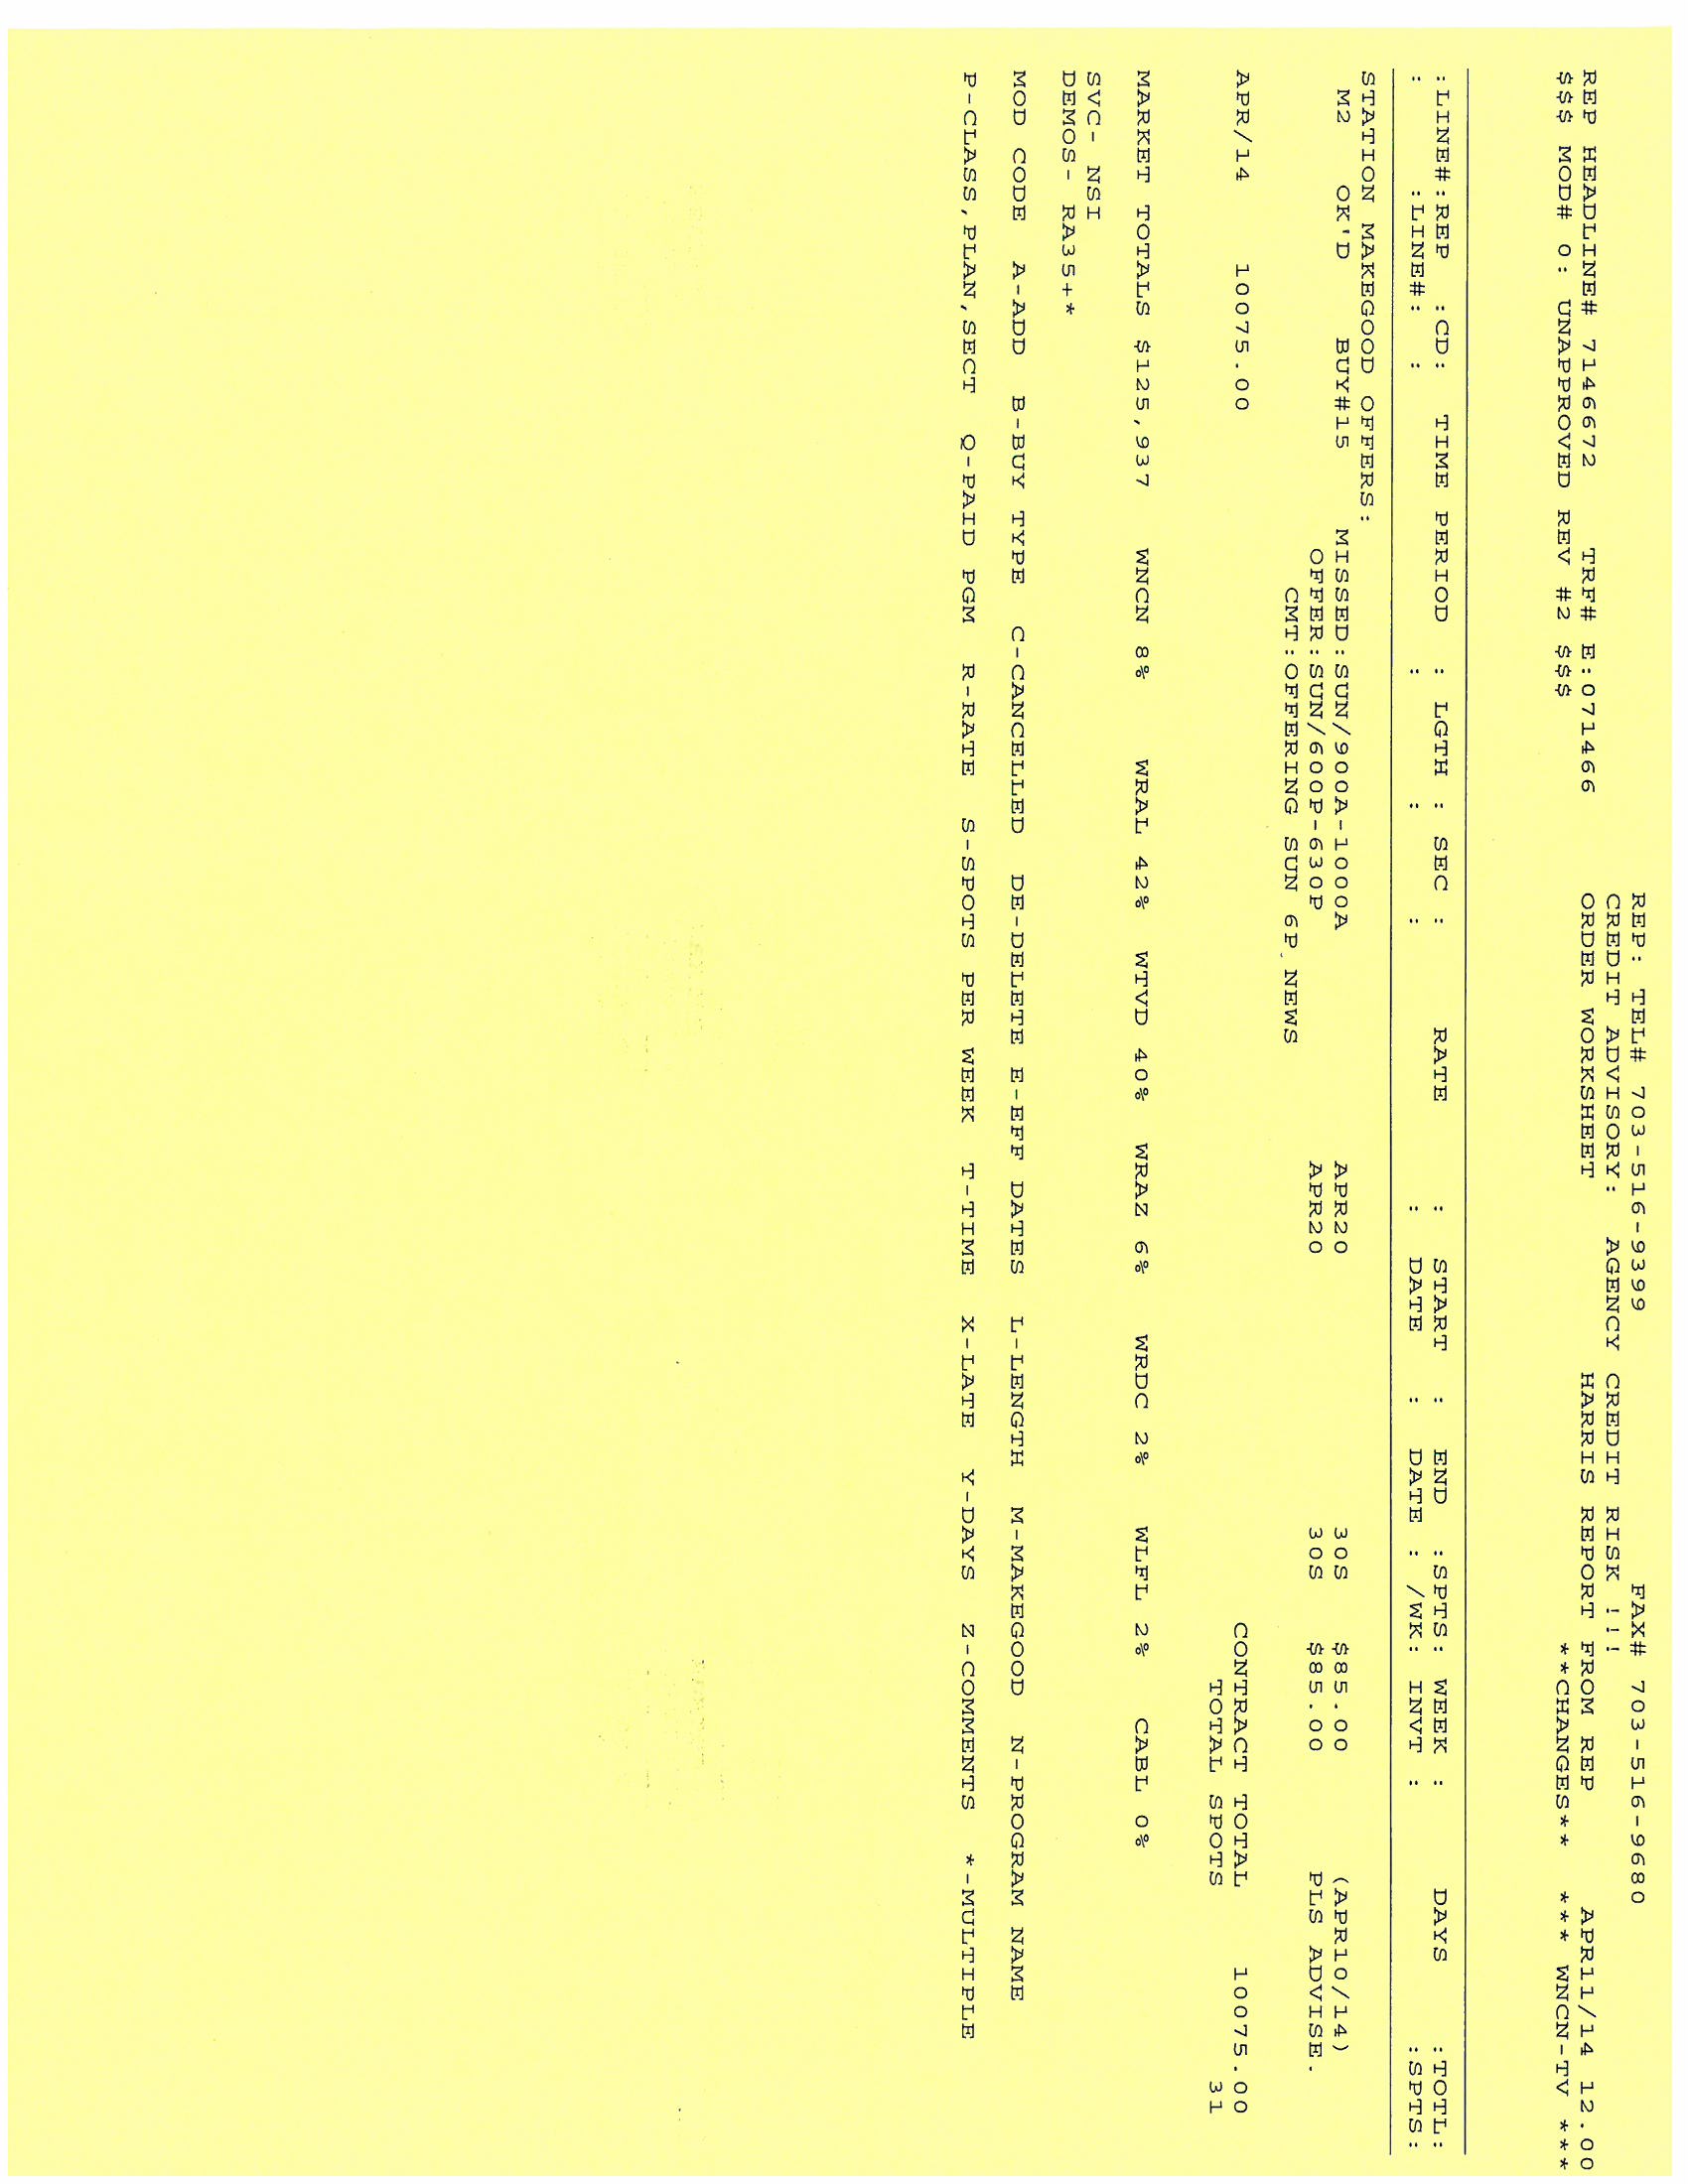 REP: TEL# 703-516-9399 FAX# 703-516-9680
CREDIT ADVISORY: AGENCY CREDIT RISK !!!
REP HEADLINE# 7146672 TRF# E:071466 ORDER WORKSHEET HARRIS REPORT FROM REP APR11/14 12.00
$$$ MOD# 0: UNAPPROVED REV #2 $$$ **CHANGES** *** WNCN-TV ***
:LINE#:REP :CD: TIME PERIOD : LGTH : SEC : RATE : START : END :SPTS: WEEK : DAYS :TOTL:
: :LINE#: : : : : : DATE : DATE : /WK: INVT : :SPTS:
STATION MAKEGOOD OFFERS:
M2 OK'D BUY#15 MISSED:SUN/900A-1000A APR20 30S $85.00 (APR10/14)
OFFER:SUN/600P-630P APR20 30S $85.00 PLS ADVISE.
CMT:OFFERING SUN 6P NEWS
APR/14 10075.00 CONTRACT TOTAL 10075.00
TOTAL SPOTS 31
MARKET TOTALS $125,937 WNCN 8% WRAL 42% WTVD 40% WRAZ 6% WRDC 2% WLFL 2% CABL 0%
SVC- NSI
DEMOS- RA35+*
MOD CODE A-ADD B-BUY TYPE C-CANCELLED DE-DELETE E-EFF DATES L-LENGTH M-MAKEGOOD N-PROGRAM NAME
P-CLASS,PLAN,SECT Q-PAID PGM R-RATE S-SPOTS PER WEEK T-TIME X-LATE Y-DAYS Z-COMMENTS *-MULTIPLE